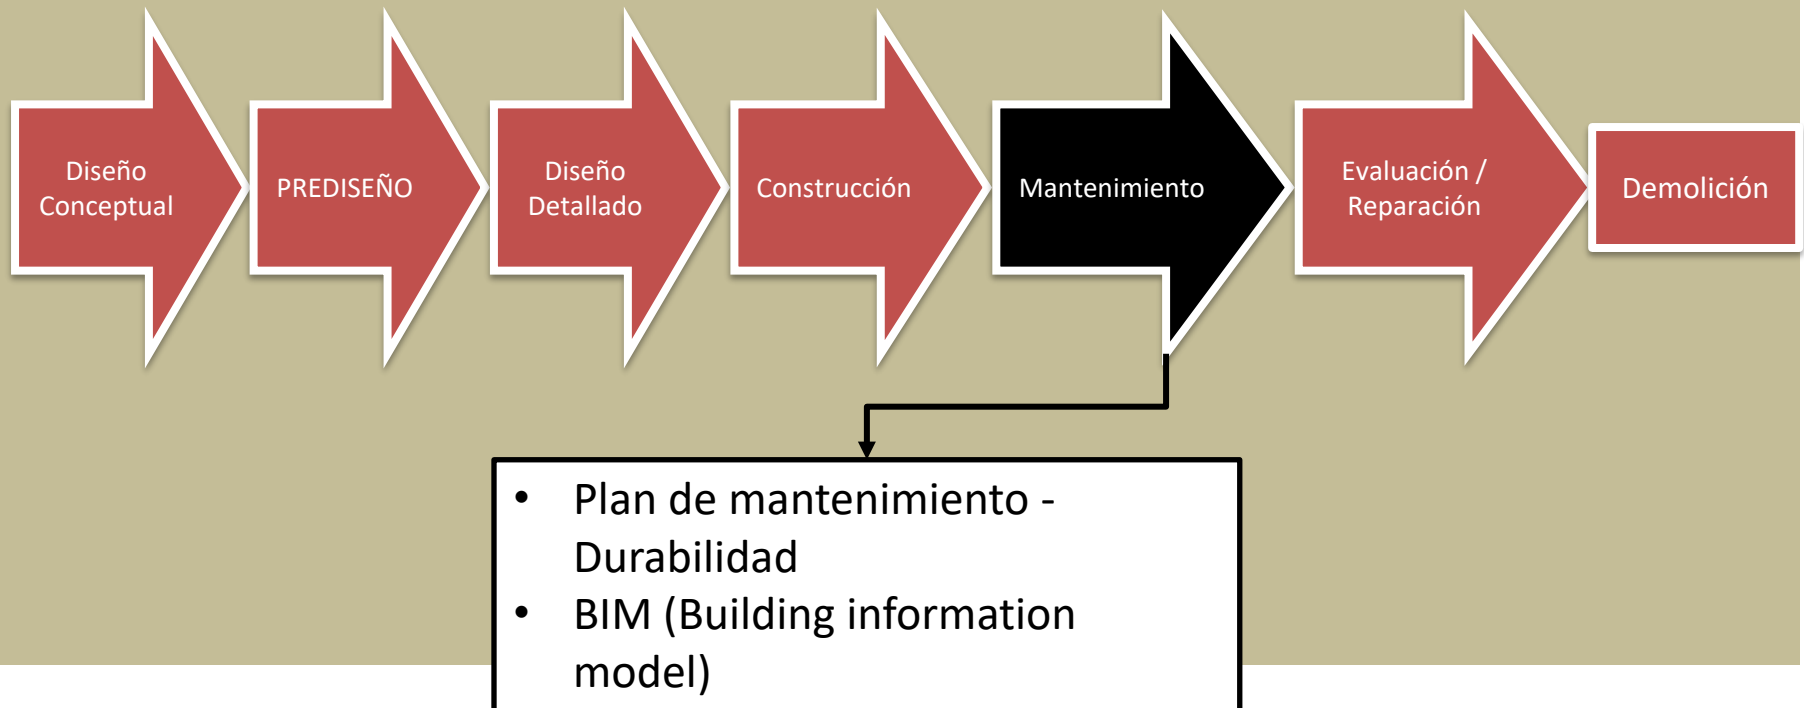 Diseño
Conceptual
PREDISEÑO
Diseño
Detallado
Construcción
Mantenimiento
Evaluación /
Reparación
Demolición
• Plan de mantenimiento -
Durabilidad
• BIM (Building information
model)